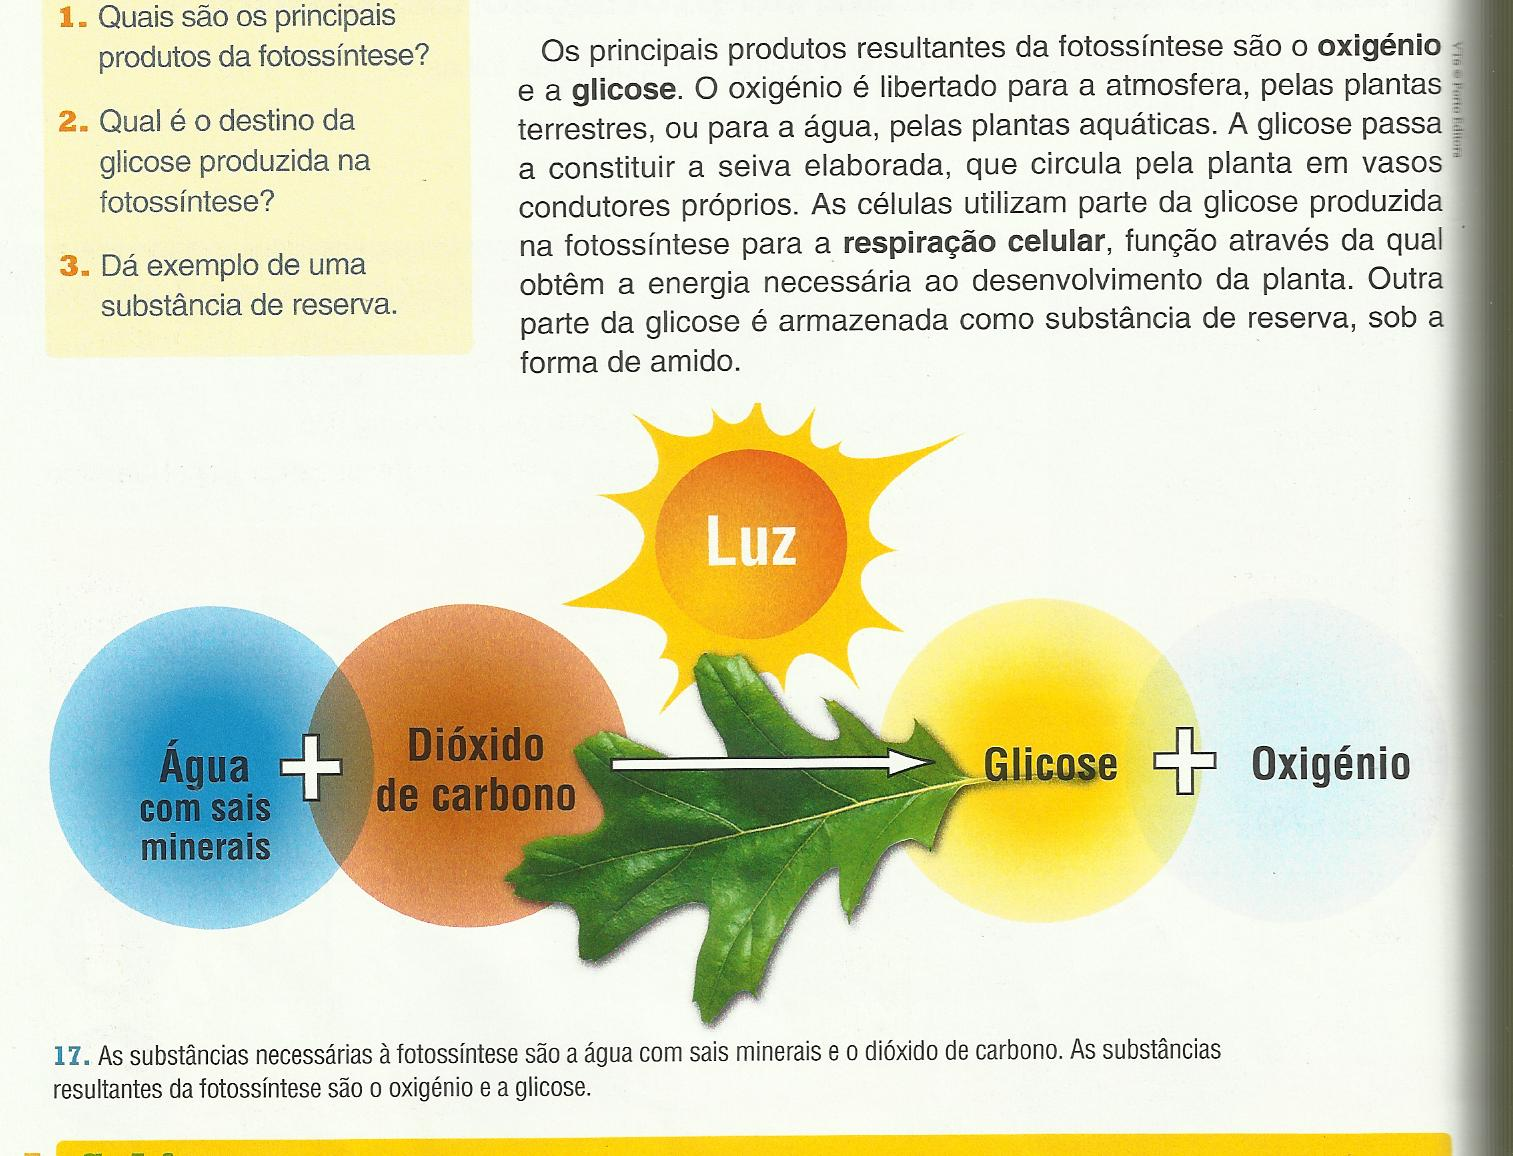 1. Quais são os principais
produtos da fotossíntese?
2. Qual é o destino da
glicose produzida na
fotossíntese?
3. Dá exemplo de uma
substância de reserva.
Os principais produtos resultantes da fotossíntese são o oxigénio
e a glicose. O oxigénio é libertado para a atmosfera, pelas plantas
terrestres, ou para a água, pelas plantas aquáticas. A glicose passa
a constituir a seiva elaborada, que circula pela planta em vasos
condutores próprios. As células utilizam parte da glicose produzida
na fotossíntese para a respiração celular, função através da qual
obtêm a energia necessária ao desenvolvimento da planta. Outra
parte da glicose é armazenada como substância de reserva, sob a
forma de amido.
Porto Editora
Luz
Água
com sais
minerais
+
Dióxido
de carbono
Glicose
+
Oxigénio
17. As substâncias necessárias à fotossíntese são a água com sais minerais e o dióxido de carbono. As substâncias
resultantes da fotossíntese são o oxigénio e a glicose.